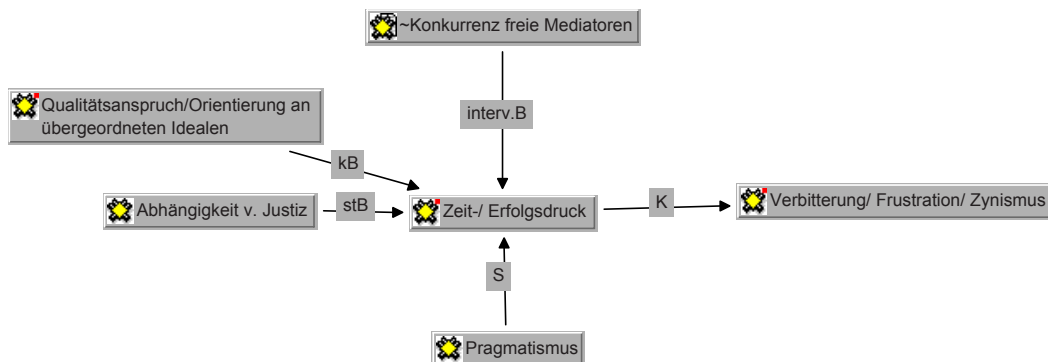 ~Konkurrenz freie Mediatoren
Qualitätsanspruch/Orientierung an
übergeordneten Idealen
interv.B
kB
Abhängigkeit v. Justiz
stB
Zeit-/ Erfolgsdruck
K
Verbitterung/ Frustration/ Zynismus
S
Pragmatismus